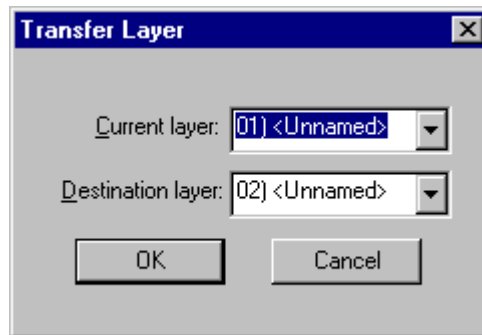 Transfer Layer
Current layer: 01) <Unnamed>
Destination layer: 02) <Unnamed>
OK Cancel